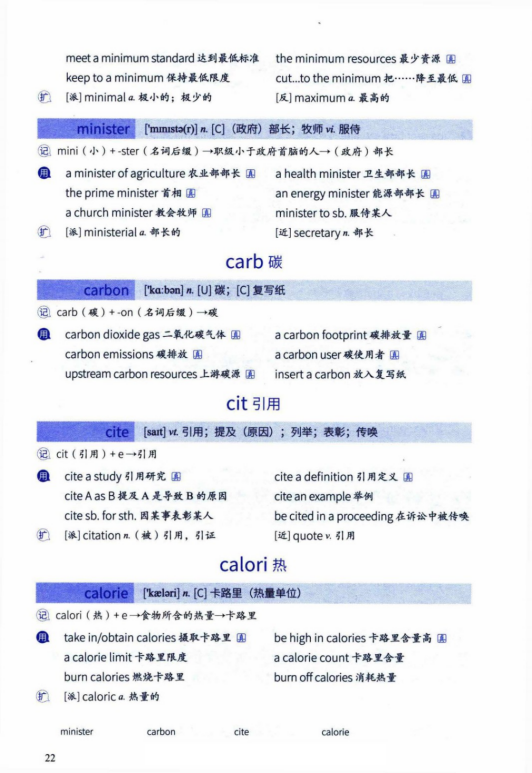 meet a minimum standard 达到最低标准 the minimum resources 最少资源 真
keep to a minimum 保持最低限度 cut...to the minimum 把……降至最低 真
扩 [派] minimal a. 极小的；极少的 [反] maximum a. 最高的
minister ['mɪnɪstə(r)] n. [C]（政府）部长；牧师 vi. 服侍
记 mini（小）+ -ster（名词后缀）→职级小于政府首脑的人→（政府）部长
用 a minister of agriculture 农业部部长 真 a health minister 卫生部部长 真
the prime minister 首相 真 an energy minister 能源部部长 真
a church minister 教会牧师 真 minister to sb. 服侍某人
扩 [派] ministerial a. 部长的 [近] secretary n. 部长
carb 碳
carbon ['kɑ:bən] n. [U] 碳；[C] 复写纸
记 carb（碳）+ -on（名词后缀）→碳
用 carbon dioxide gas 二氧化碳气体 真 a carbon footprint 碳排放量 真
carbon emissions 碳排放 真 a carbon user 碳使用者 真
upstream carbon resources 上游碳源 真 insert a carbon 放入复写纸
cit 引用
cite [saɪt] vt. 引用；提及（原因）；列举；表彰；传唤
记 cit（引用）+ e→引用
用 cite a study 引用研究 真 cite a definition 引用定义 真
cite A as B 提及 A 是导致 B 的原因 cite an example 举例
cite sb. for sth. 因某事表彰某人 be cited in a proceeding 在诉讼中被传唤
扩 [派] citation n.（被）引用，引证 [近] quote v. 引用
calori 热
calorie ['kæləri] n. [C] 卡路里（热量单位）
记 calori（热）+ e→食物所含的热量→卡路里
用 take in/obtain calories 摄取卡路里 真 be high in calories 卡路里含量高 真
a calorie limit 卡路里限度 a calorie count 卡路里含量
burn calories 燃烧卡路里 burn off calories 消耗热量
扩 [派] caloric a. 热量的
minister carbon cite calorie
22